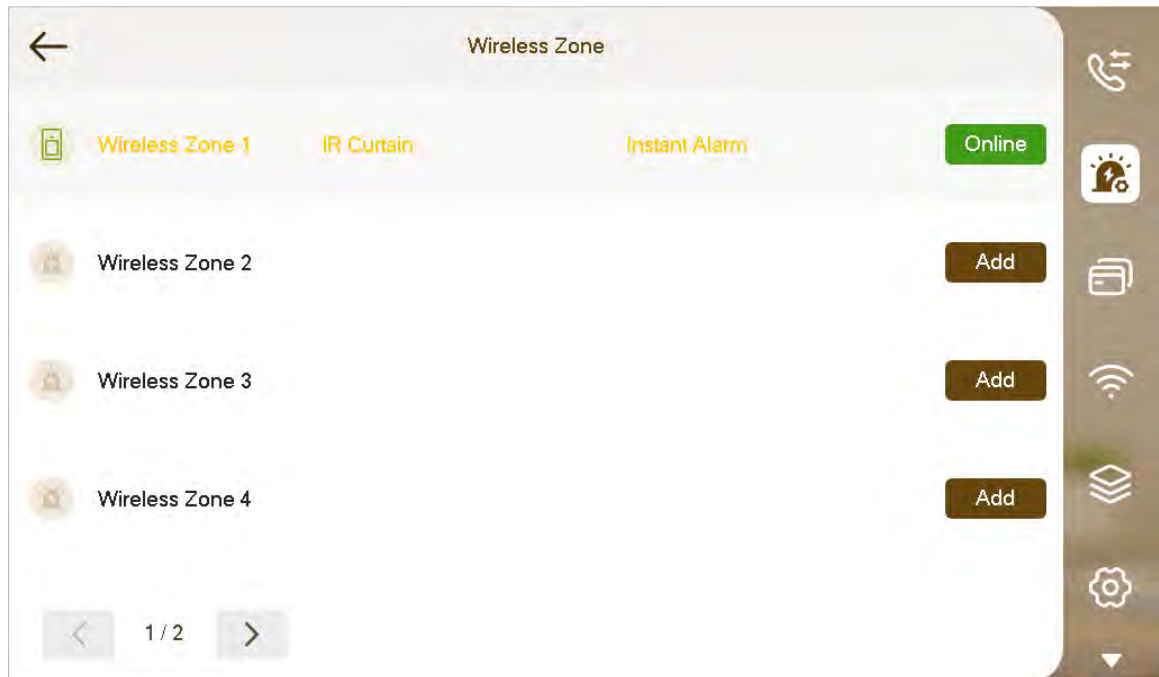 Wireless Zone
Wireless Zone 1 IR Curtain Instant Alarm Online
Wireless Zone 2 Add
Wireless Zone 3 Add
Wireless Zone 4 Add
1 / 2